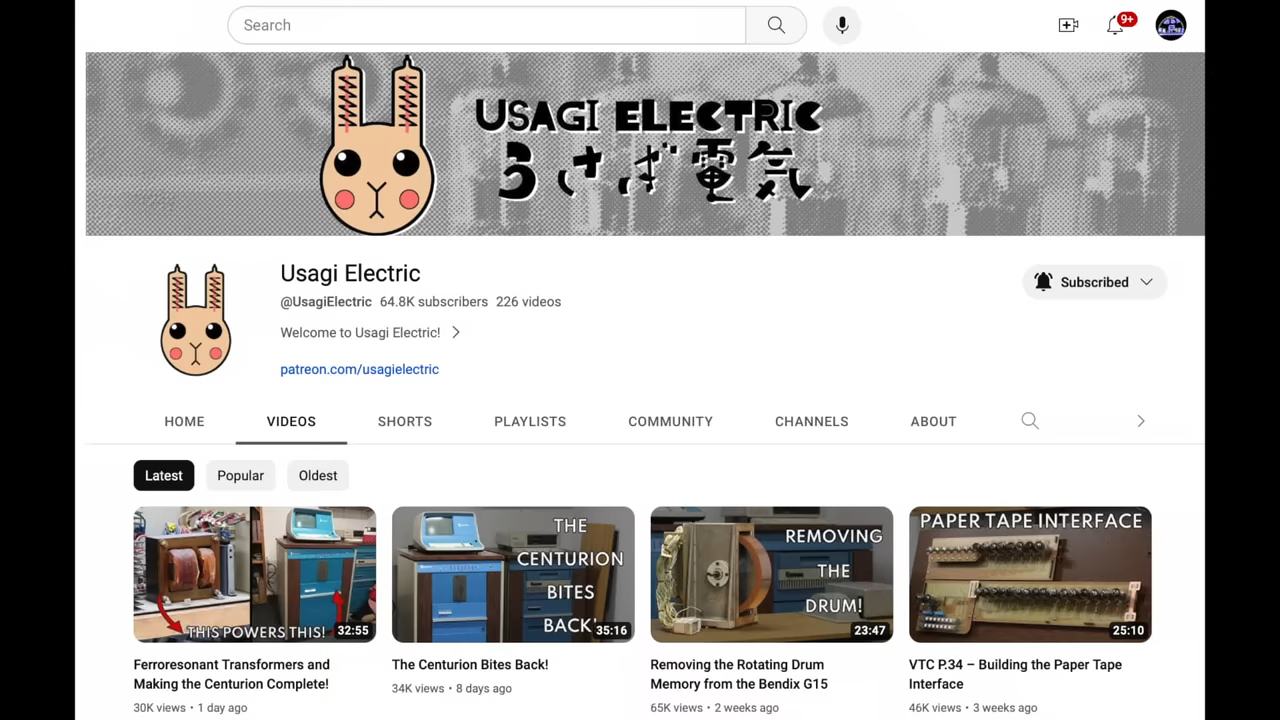 Search
9+
USAGI ELECTRIC
うさぎ電気
Usagi Electric
@UsagiElectric 64.8K subscribers 226 videos
Welcome to Usagi Electric!
patreon.com/usagielectric
Subscribed
HOME VIDEOS SHORTS PLAYLISTS COMMUNITY CHANNELS ABOUT
Latest Popular Oldest
THIS POWERS THIS!
32:55
THE
CENTURION
BITES
BACK!
35:16
REMOVING
THE
DRUM!
23:47
PAPER TAPE INTERFACE
25:10
Ferroresonant Transformers and
Making the Centurion Complete!
30K views • 1 day ago
The Centurion Bites Back!
34K views • 8 days ago
Removing the Rotating Drum
Memory from the Bendix G15
65K views • 2 weeks ago
VTC P.34 – Building the Paper Tape
Interface
46K views • 3 weeks ago